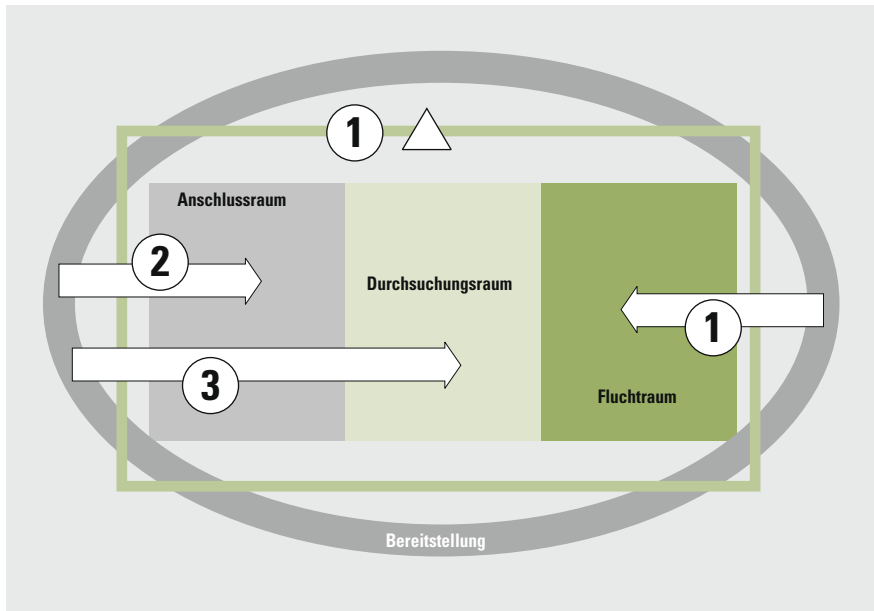 1
Anschlussraum
2
Durchsuchungsraum
1
3
Fluchtraum
Bereitstellung